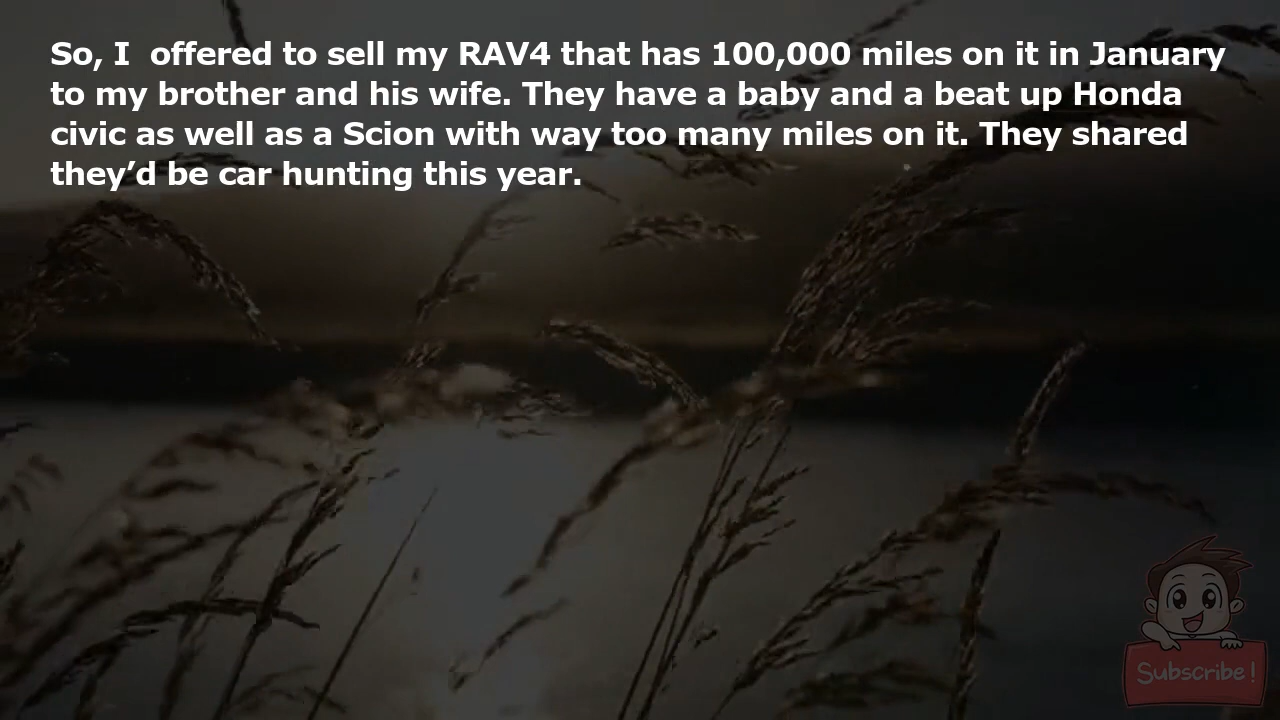 So, I  offered to sell my RAV4 that has 100,000 miles on it in January
to my brother and his wife. They have a baby and a beat up Honda
civic as well as a Scion with way too many miles on it. They shared
they’d be car hunting this year.
Subscribe !